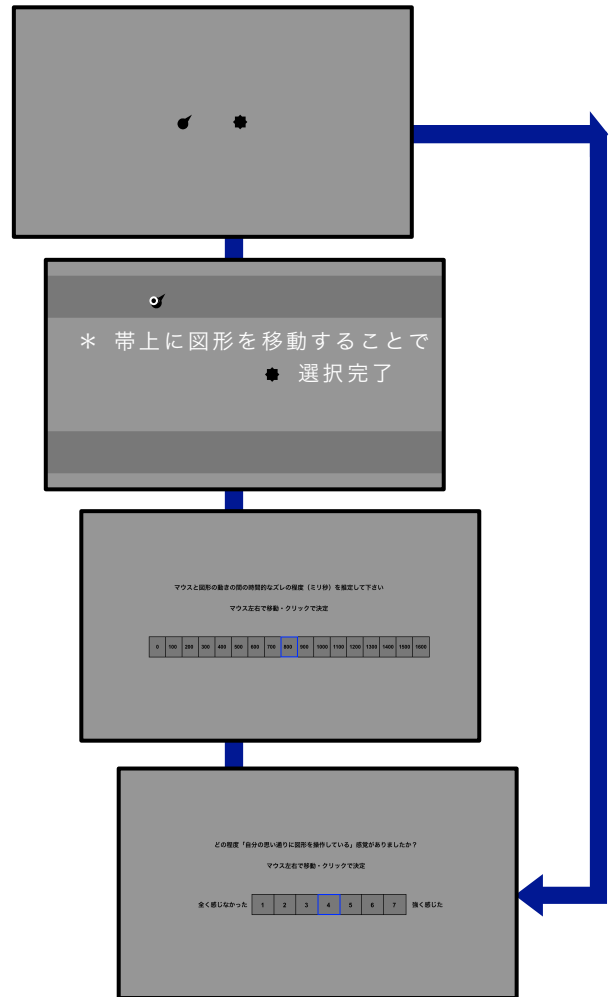 ＊ 帯上に図形を移動することで
選択完了
マウスと図形の動きの間の時間的なズレの程度（ミリ秒）を推定して下さい
マウス左右で移動・クリックで決定
0 100 200 300 400 500 600 700 800 900 1000 1100 1200 1300 1400 1500 1600
どの程度「自分の思い通りに図形を操作している」感覚がありましたか？
マウス左右で移動・クリックで決定
全く感じなかった 1 2 3 4 5 6 7 強く感じた